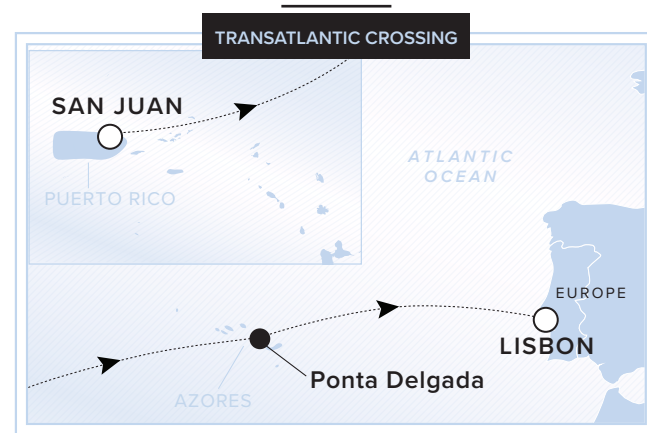 TRANSATLANTIC CROSSING
SAN JUAN
PUERTO RICO
ATLANTIC
OCEAN
EUROPE
LISBON
Ponta Delgada
AZORES